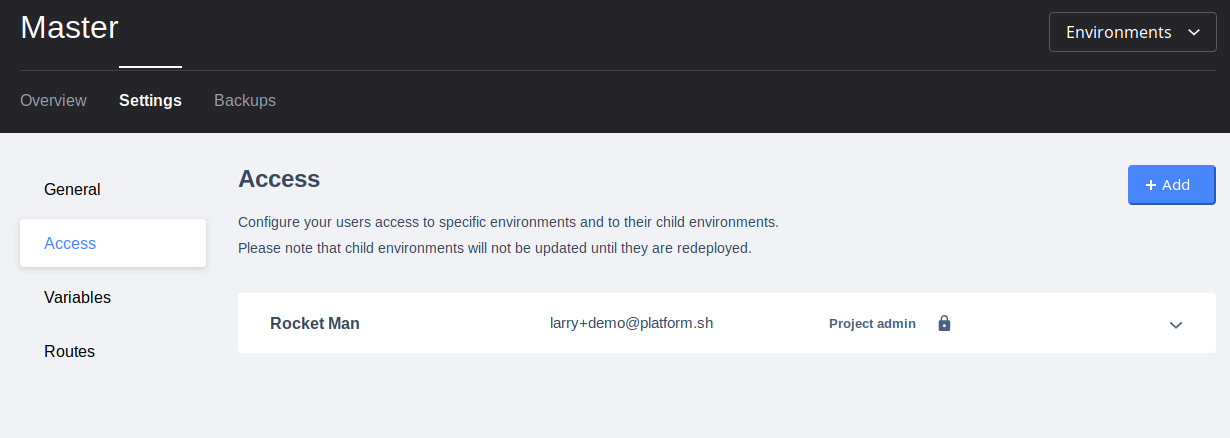 Master
Environments
Overview Settings Backups
General
Access
Variables
Routes
Access
+ Add
Configure your users access to specific environments and to their child environments.
Please note that child environments will not be updated until they are redeployed.
Rocket Man larry+demo@platform.sh Project admin